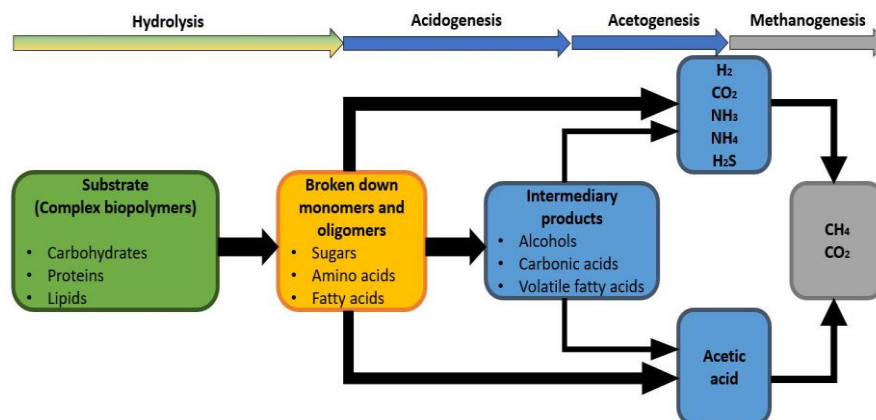 Hydrolysis
Acidogenesis
Acetogenesis
Methanogenesis
H₂
CO₂
NH₃
NH₄
H₂S
Substrate
(Complex biopolymers)
• Carbohydrates
• Proteins
• Lipids
Broken down
monomers and
oligomers
• Sugars
• Amino acids
• Fatty acids
Intermediary
products
• Alcohols
• Carbonic acids
• Volatile fatty acids
CH₄
CO₂
Acetic
acid